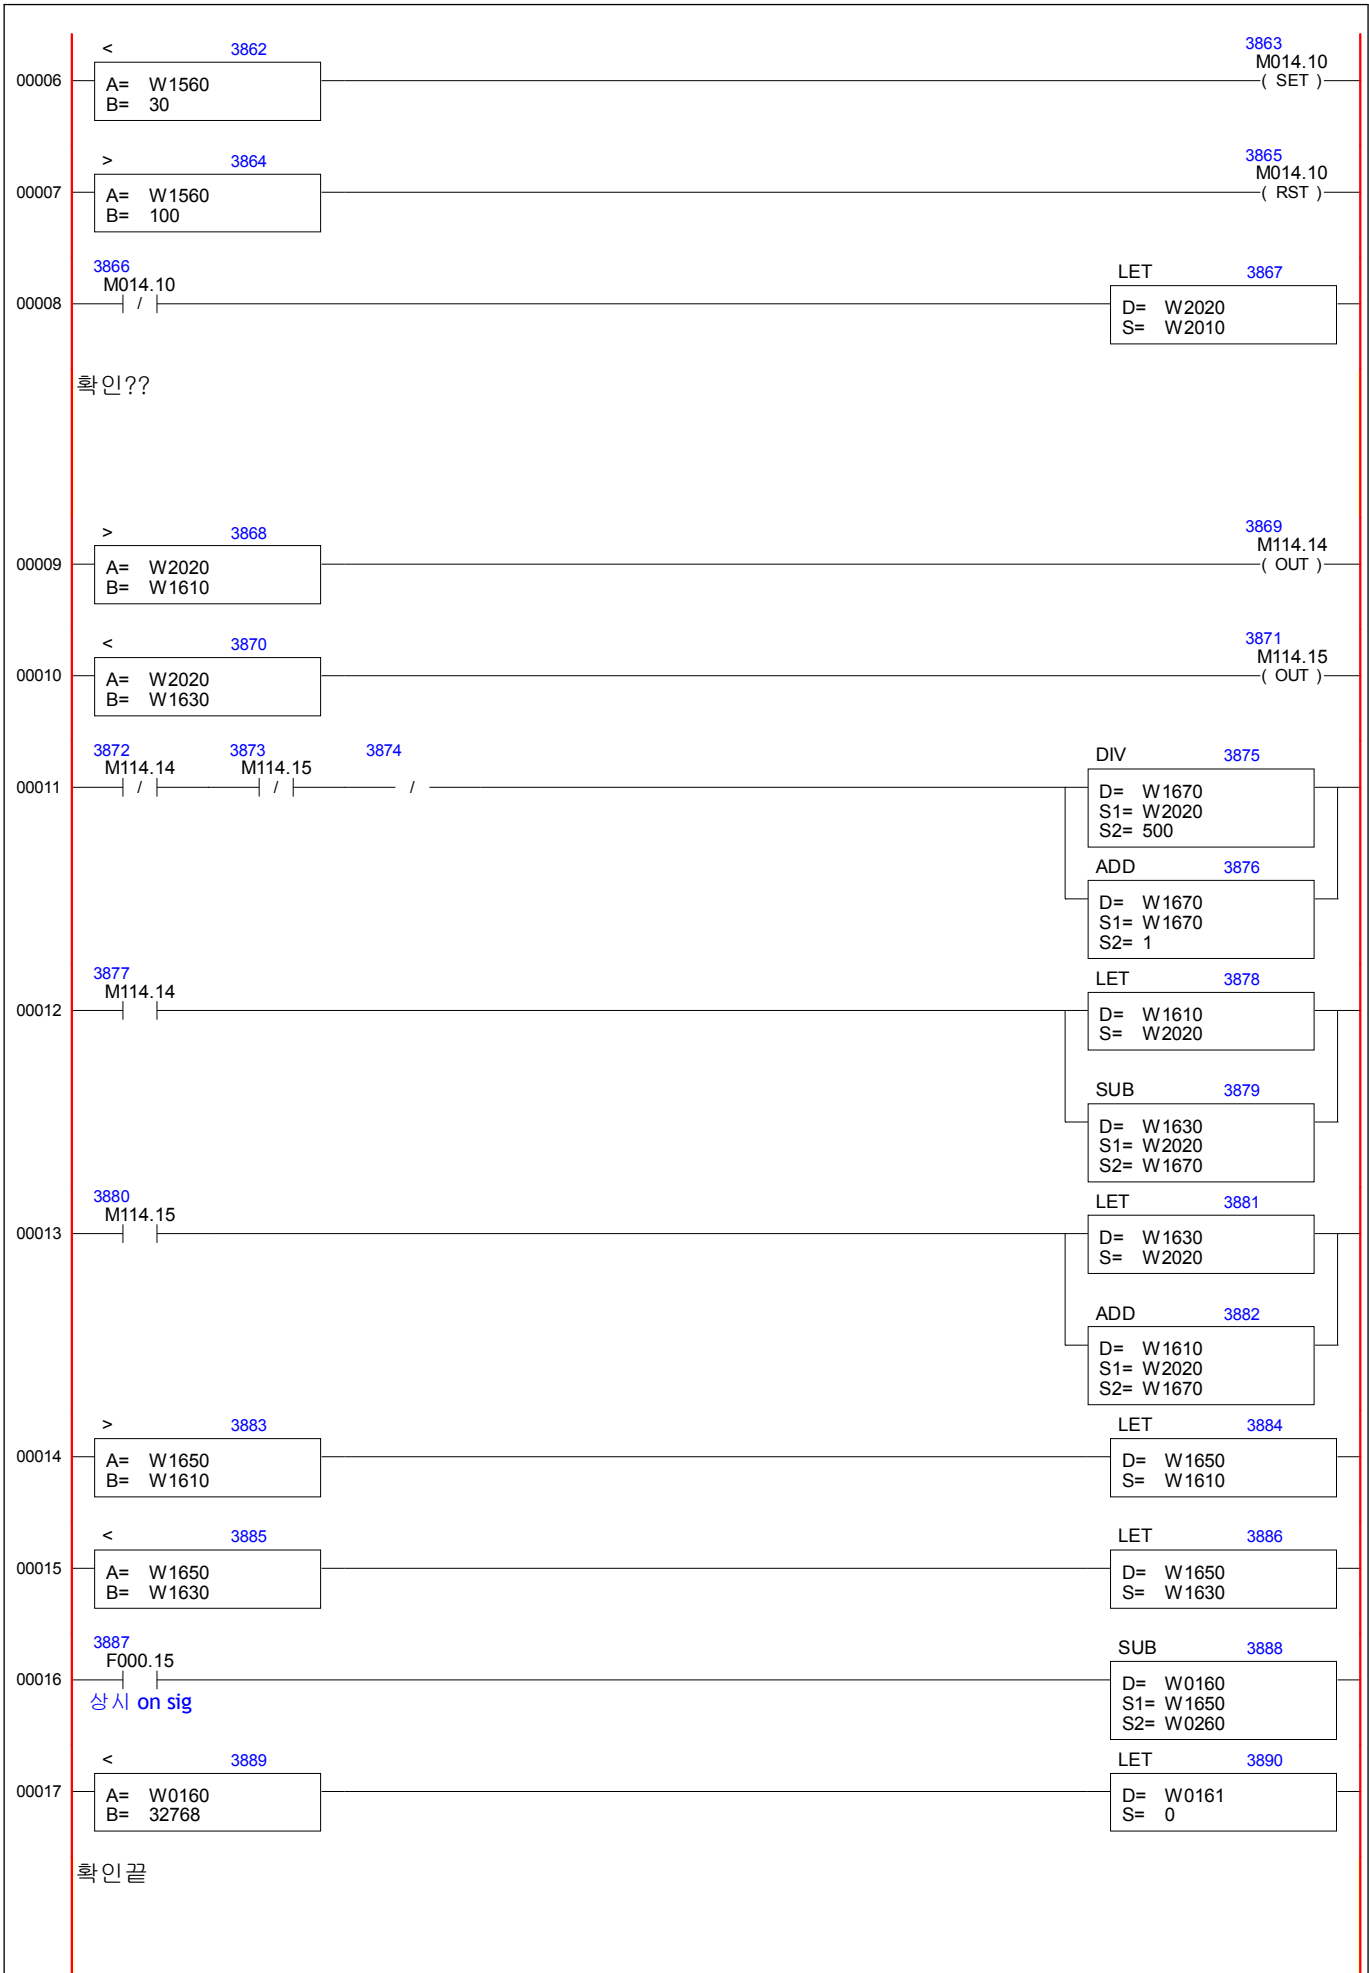 < 3862 3863
M014.10
00006 A= W1560 ( SET )
B= 30
> 3864 3865
M014.10
00007 A= W1560 ( RST )
B= 100
3866
M014.10 LET 3867
00008 / D= W2020
S= W2010
확인??
> 3868 3869
M114.14
00009 A= W2020 ( OUT )
B= W1610
< 3870 3871
M114.15
00010 A= W2020 ( OUT )
B= W1630
3872 3873 3874
M114.14 M114.15 DIV 3875
00011 / / / D= W1670
S1= W2020
S2= 500
ADD 3876
D= W1670
S1= W1670
S2= 1
3877
M114.14 LET 3878
00012 D= W1610
S= W2020
SUB 3879
D= W1630
S1= W2020
S2= W1670
3880
M114.15 LET 3881
00013 D= W1630
S= W2020
ADD 3882
D= W1610
S1= W2020
S2= W1670
> 3883 LET 3884
00014 A= W1650 D= W1650
B= W1610 S= W1610
< 3885 LET 3886
00015 A= W1650 D= W1650
B= W1630 S= W1630
3887
F000.15 SUB 3888
00016 D= W0160
상시 on sig S1= W1650
S2= W0260
< 3889 LET 3890
00017 A= W0160 D= W0161
B= 32768 S= 0
확인끝